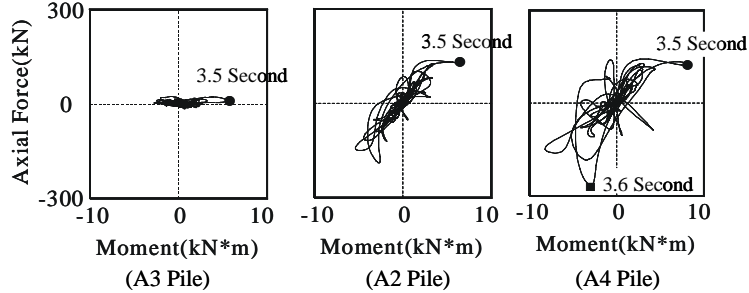 300
0
-300
Axial Force(kN)
3.5 Second
-10
0
10
Moment(kN*m)
(A3 Pile)
3.5 Second
-10
0
10
Moment(kN*m)
(A2 Pile)
3.5 Second
3.6 Second
-10
0
10
Moment(kN*m)
(A4 Pile)